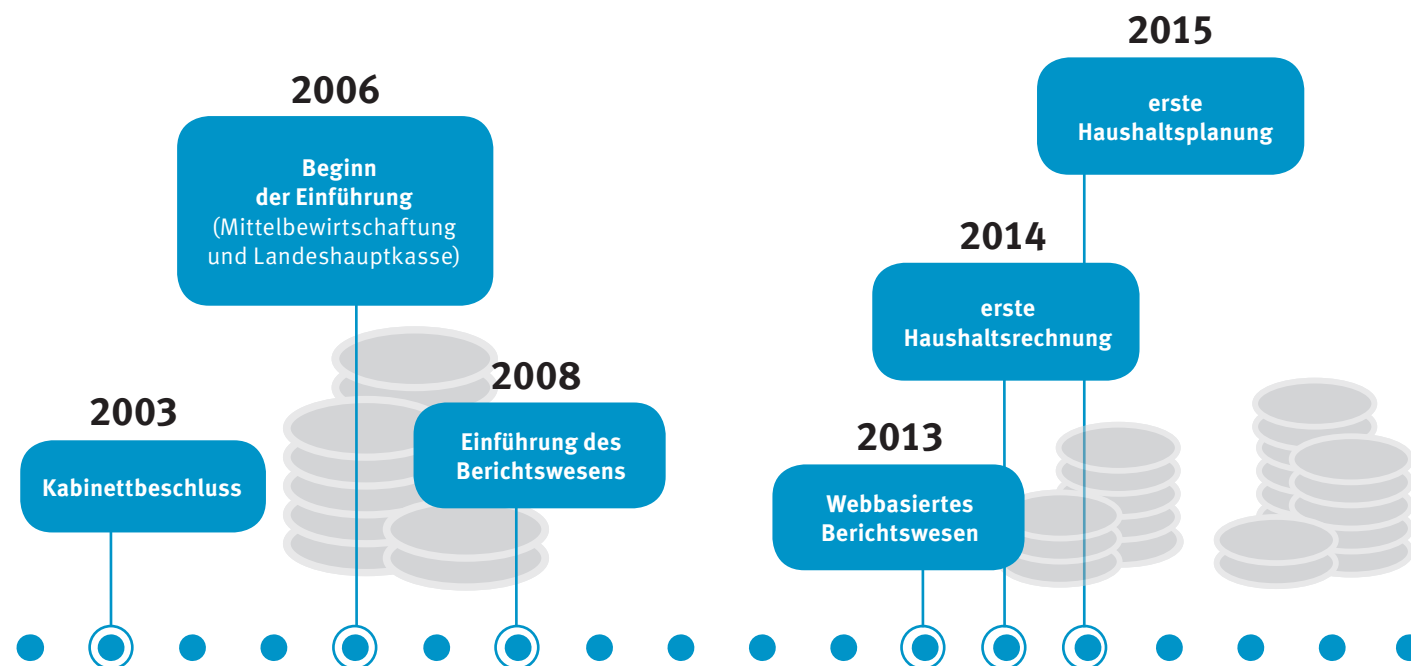 2003
Kabinettbeschluss
2006
Beginn
der Einführung
(Mittelbewirtschaftung
und Landeshauptkasse)
2008
Einführung des
Berichtswesens
2013
Webbasiertes
Berichtswesen
2014
erste
Haushaltsrechnung
2015
erste
Haushaltsplanung